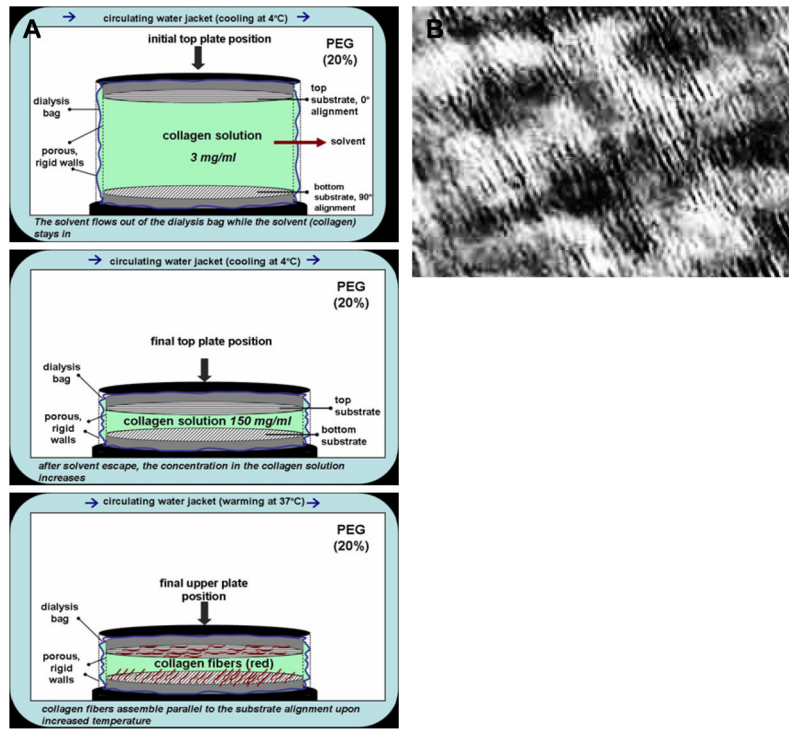 A
→ circulating water jacket (cooling at 4°C) →
initial top plate position
PEG
(20%)
dialysis
bag
top
substrate, 0°
alignment
collagen solution
3 mg/ml
solvent
porous,
rigid walls
bottom
substrate, 90°
alignment
The solvent flows out of the dialysis bag while the solvent (collagen)
stays in
→ circulating water jacket (cooling at 4°C) →
PEG
(20%)
final top plate position
dialysis
bag
top
substrate
porous,
rigid
walls
collagen solution 150 mg/ml
bottom
substrate
after solvent escape, the concentration in the collagen solution
increases
→ circulating water jacket (warming at 37°C) →
PEG
(20%)
final upper plate
position
dialysis
bag
porous,
rigid
walls
collagen fibers (red)
collagen fibers assemble parallel to the substrate alignment upon
increased temperature
B